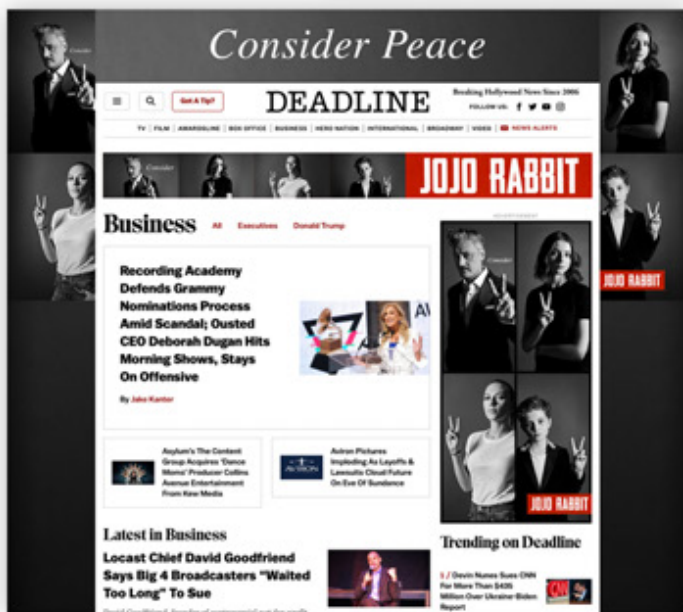 Consider Peace
Consider
Got A Tip?
DEADLINE
Breaking Hollywood News Since 2006
FOLLOW US:
TV | FILM | AWARDSLINE | BOX OFFICE | BUSINESS | HERO NATION | INTERNATIONAL | BROADWAY | VIDEO | NEWS ALERTS
Consider
JOJO RABBIT
Business
All Executives Donald Trump
ADVERTISEMENT
Recording Academy
Defends Grammy
Nominations Process
Amid Scandal; Ousted
CEO Deborah Dugan Hits
Morning Shows, Stays
On Offensive
By Jake Kanter
Consider
JOJO RABBIT
Asylum's The Content
Group Acquires 'Dance
Moms' Producer Collins
Avenue Entertainment
From Kew Media
AVIRON
Aviron Pictures
Imploding As Layoffs &
Lawsuits Cloud Future
On Eve Of Sundance
JOJO RABBIT
Latest in Business
Locast Chief David Goodfriend
Says Big 4 Broadcasters "Waited
Too Long" To Sue
Trending on Deadline
1 / Devin Nunes Sues CNN
For More Than $435
Million Over Ukraine-Biden
Report
CNN